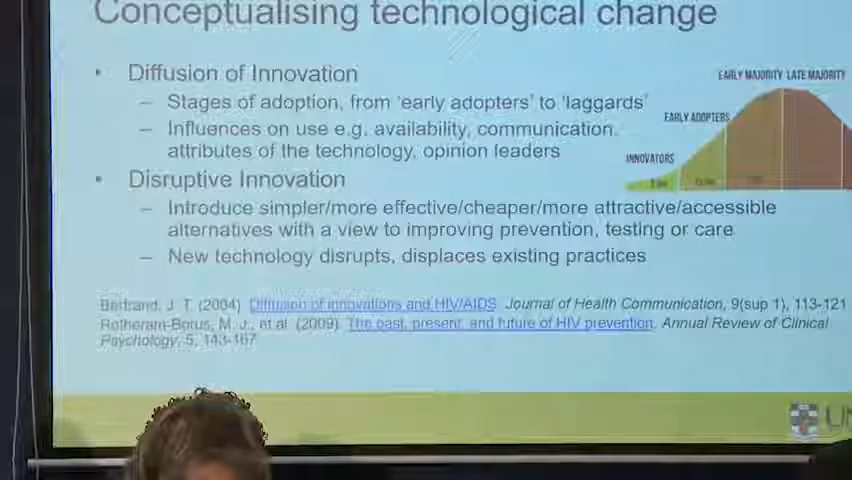 Conceptualising technological change
• Diffusion of Innovation
– Stages of adoption, from 'early adopters' to 'laggards'
– Influences on use e.g. availability, communication,
attributes of the technology, opinion leaders
EARLY MAJORITY LATE MAJORITY
EARLY ADOPTERS
INNOVATORS
• Disruptive Innovation
– Introduce simpler/more effective/cheaper/more attractive/accessible
alternatives with a view to improving prevention, testing or care
– New technology disrupts, displaces existing practices
Bertrand, J. T. (2004) Diffusion of innovations and HIV/AIDS. Journal of Health Communication, 9(sup 1), 113-121
Rotheram-Borus, M. J., et al. (2009). The past, present, and future of HIV prevention. Annual Review of Clinical
Psychology, 5, 143-167